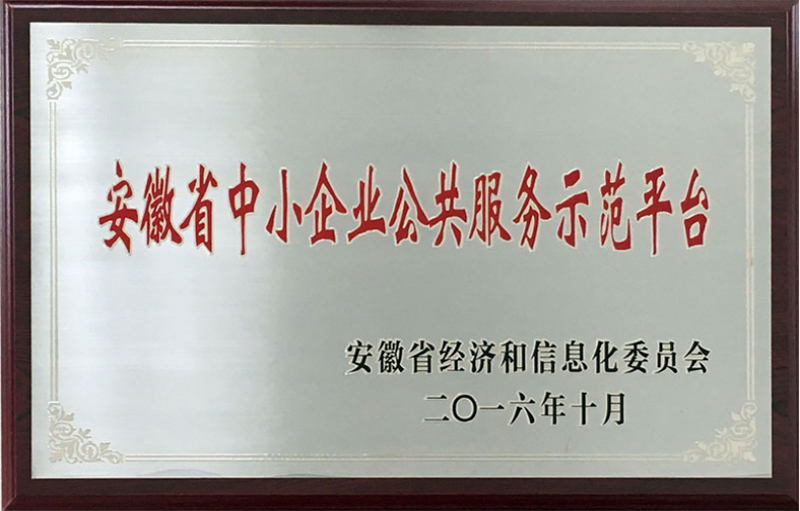 安徽省中小企业公共服务示范平台
安徽省经济和信息化委员会
二〇一六年十月